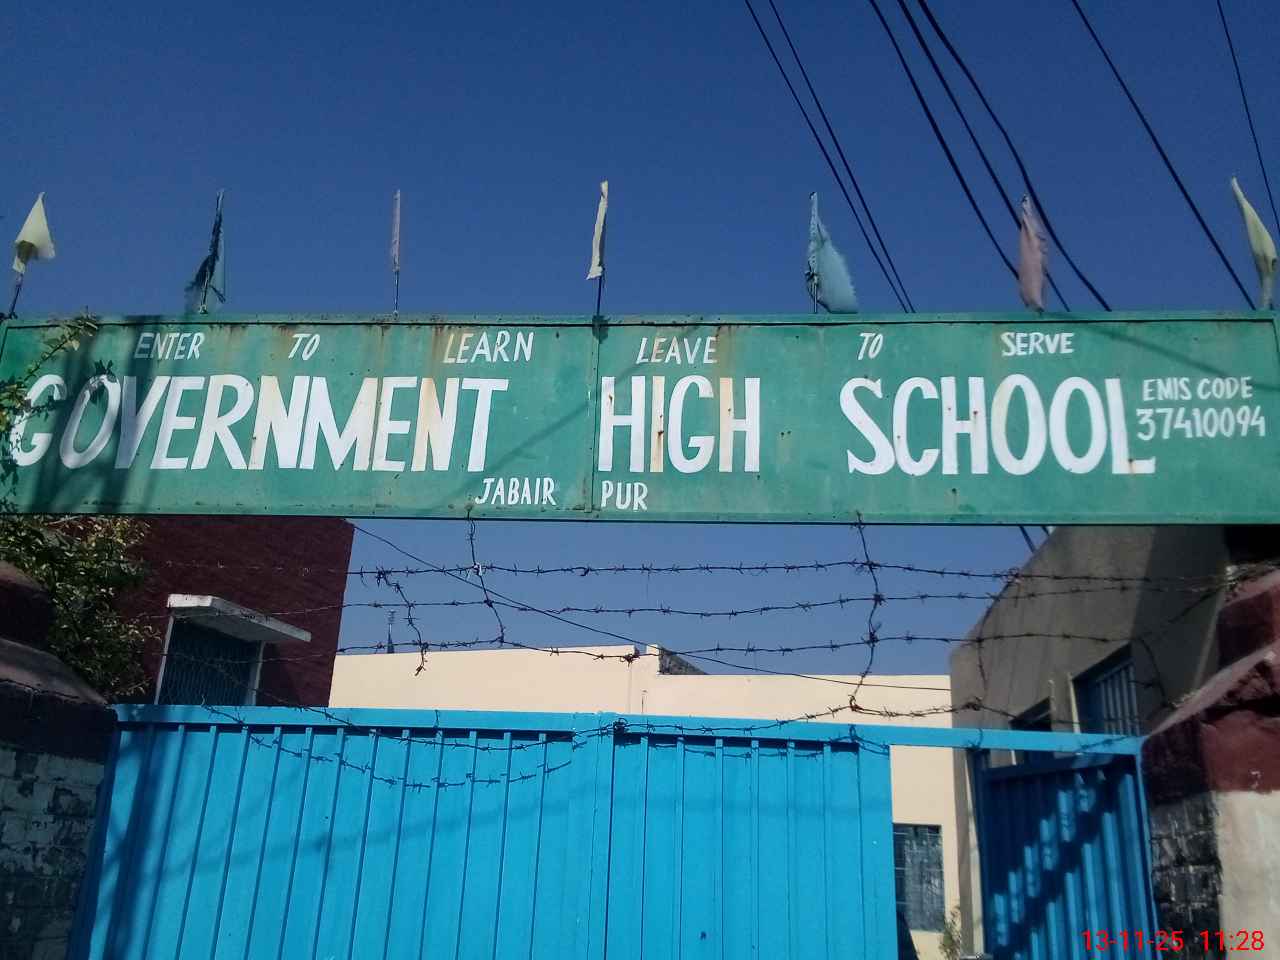 ENTER TO LEARN LEAVE TO SERVE
GOVERNMENT HIGH SCHOOL
EMIS CODE
37410094
JABAIR PUR
13-11-25 11:28